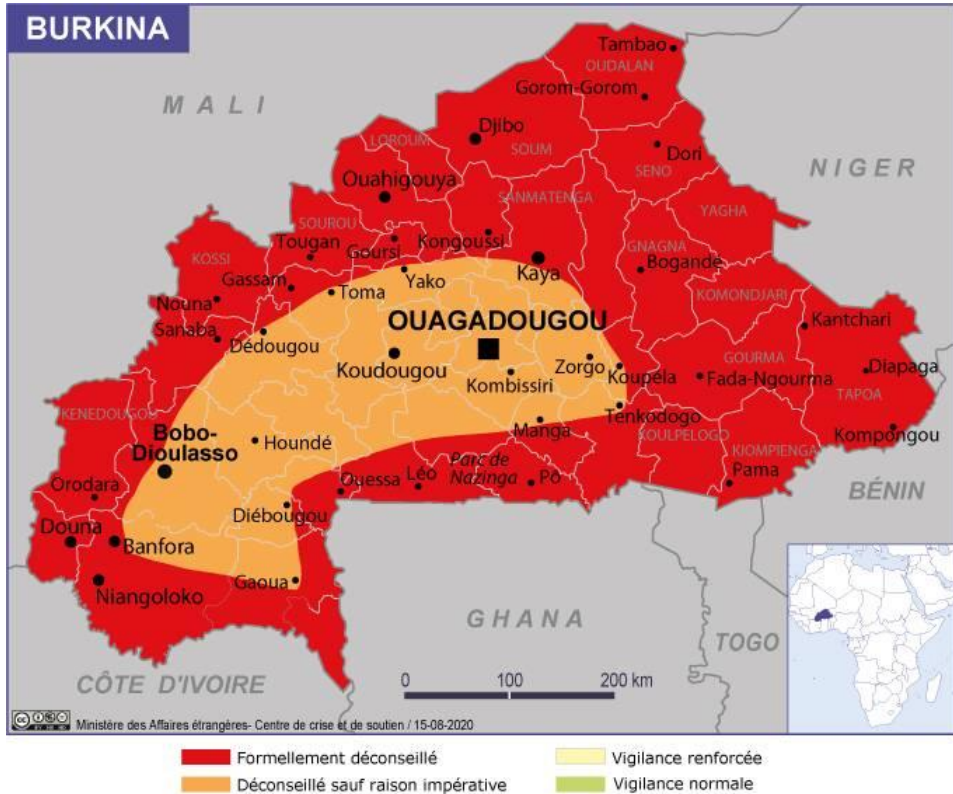 BURKINA
Tambao
OUDALAN
Gorom-Gorom
MALI
Djibo
LOROUM
SOUM
Dori
SENO
NIGER
Ouahigouya
SANMATENGA
YAGHA
SOUROU
Tougan
Goursi
Kongoussi
GNAGNA
KOSSI
Gassam
Yako
Kaya
Bogandé
Nouna
Toma
KOMONDJARI
Sanaba
Dédougou
OUAGADOUGOU
Kantchari
Koudougou
Zorgo
Koupéla
GOURMA
Diapaga
Kombissiri
Fada-Ngourma
TAPOA
KENEDOUGOU
Tenkodogo
Bobo-
Dioulasso
Houndé
Manga
KOULPELOGO
Kompongou
KIOMPIENGA
Orodara
Ouessa
Léo
Parc de
Nazinga
Pô
Pama
BÉNIN
Diébougou
Douna
Banfora
Gaoua
Niangoloko
GHANA
TOGO
CÔTE D'IVOIRE
0 100 200 km
Ministère des Affaires étrangères- Centre de crise et de soutien / 15-08-2020
Formellement déconseillé
Vigilance renforcée
Déconseillé sauf raison impérative
Vigilance normale